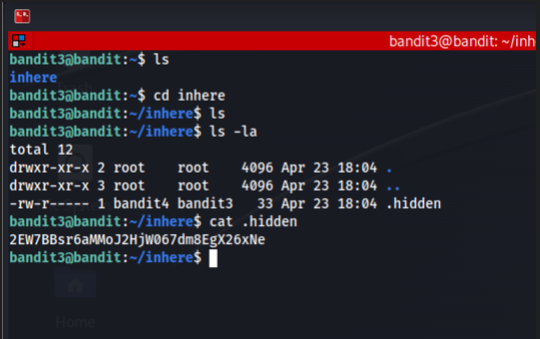 bandit3@bandit: ~/inh
bandit3@bandit:~$ ls
inhere
bandit3@bandit:~$ cd inhere
bandit3@bandit:~/inhere$ ls
bandit3@bandit:~/inhere$ ls -la
total 12
drwxr-xr-x 2 root    root    4096 Apr 23 18:04 .
drwxr-xr-x 3 root    root    4096 Apr 23 18:04 ..
-rw-r----- 1 bandit4 bandit3   33 Apr 23 18:04 .hidden
bandit3@bandit:~/inhere$ cat .hidden
2EW7BBsr6aMMoJ2HjW067dm8EgX26xNe
bandit3@bandit:~/inhere$
Home